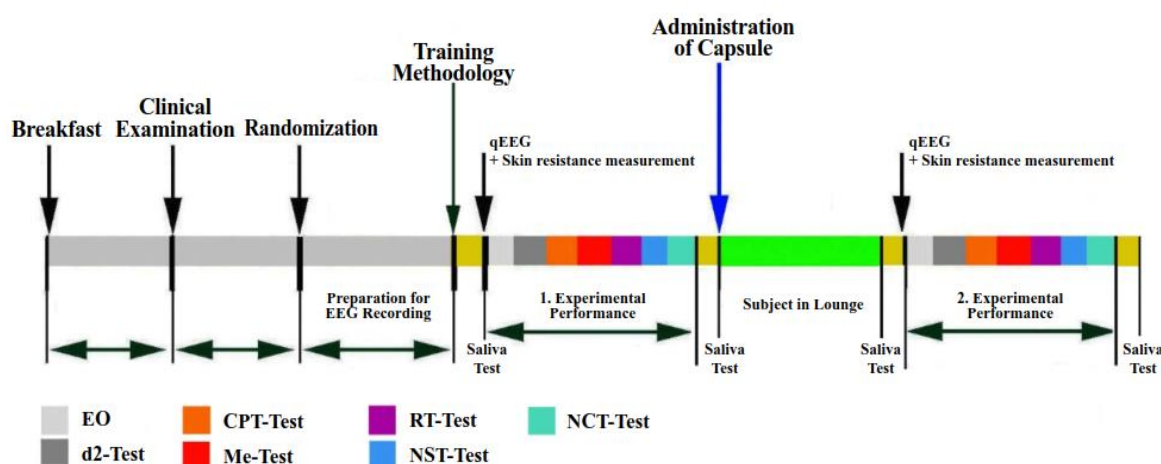 Administration
of Capsule
Training
Methodology
Clinical
Examination
Breakfast
Randomization
qEEG
+ Skin resistance measurement
qEEG
+ Skin resistance measurement
Preparation for
EEG Recording
1. Experimental
Performance
Subject in Lounge
2. Experimental
Performance
Saliva
Test
Saliva
Test
Saliva
Test
Saliva
Test
EO
CPT-Test
RT-Test
NCT-Test
d2-Test
Me-Test
NST-Test